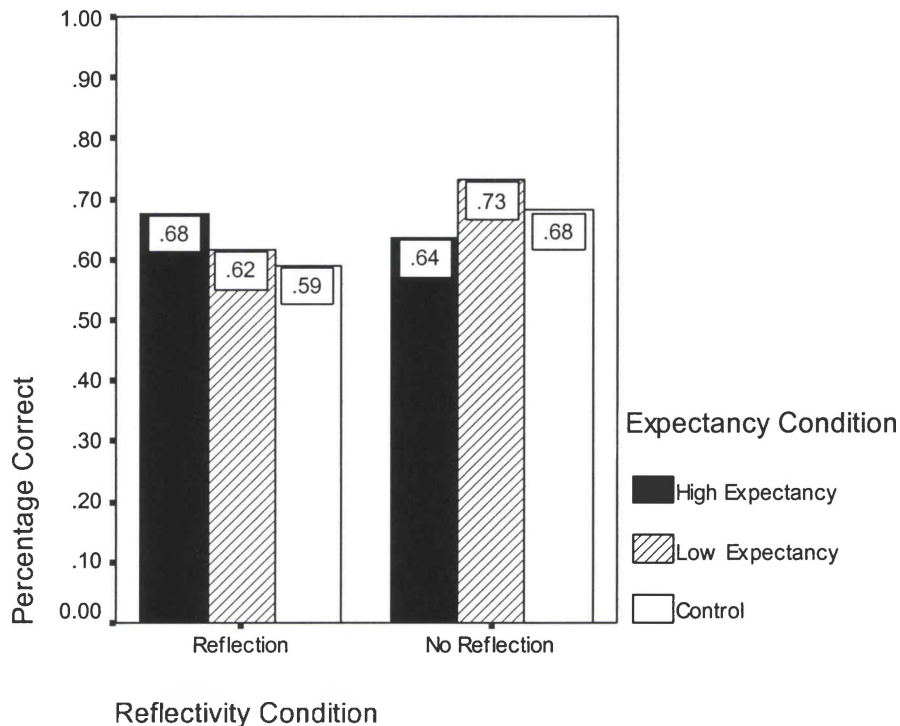 1.00
.90
.80
.70
.60
.50
.40
.30
.20
.10
0.00
Percentage Correct
.68
.62
.59
.64
.73
.68
Reflection
No Reflection
Reflectivity Condition
Expectancy Condition
High Expectancy
Low Expectancy
Control